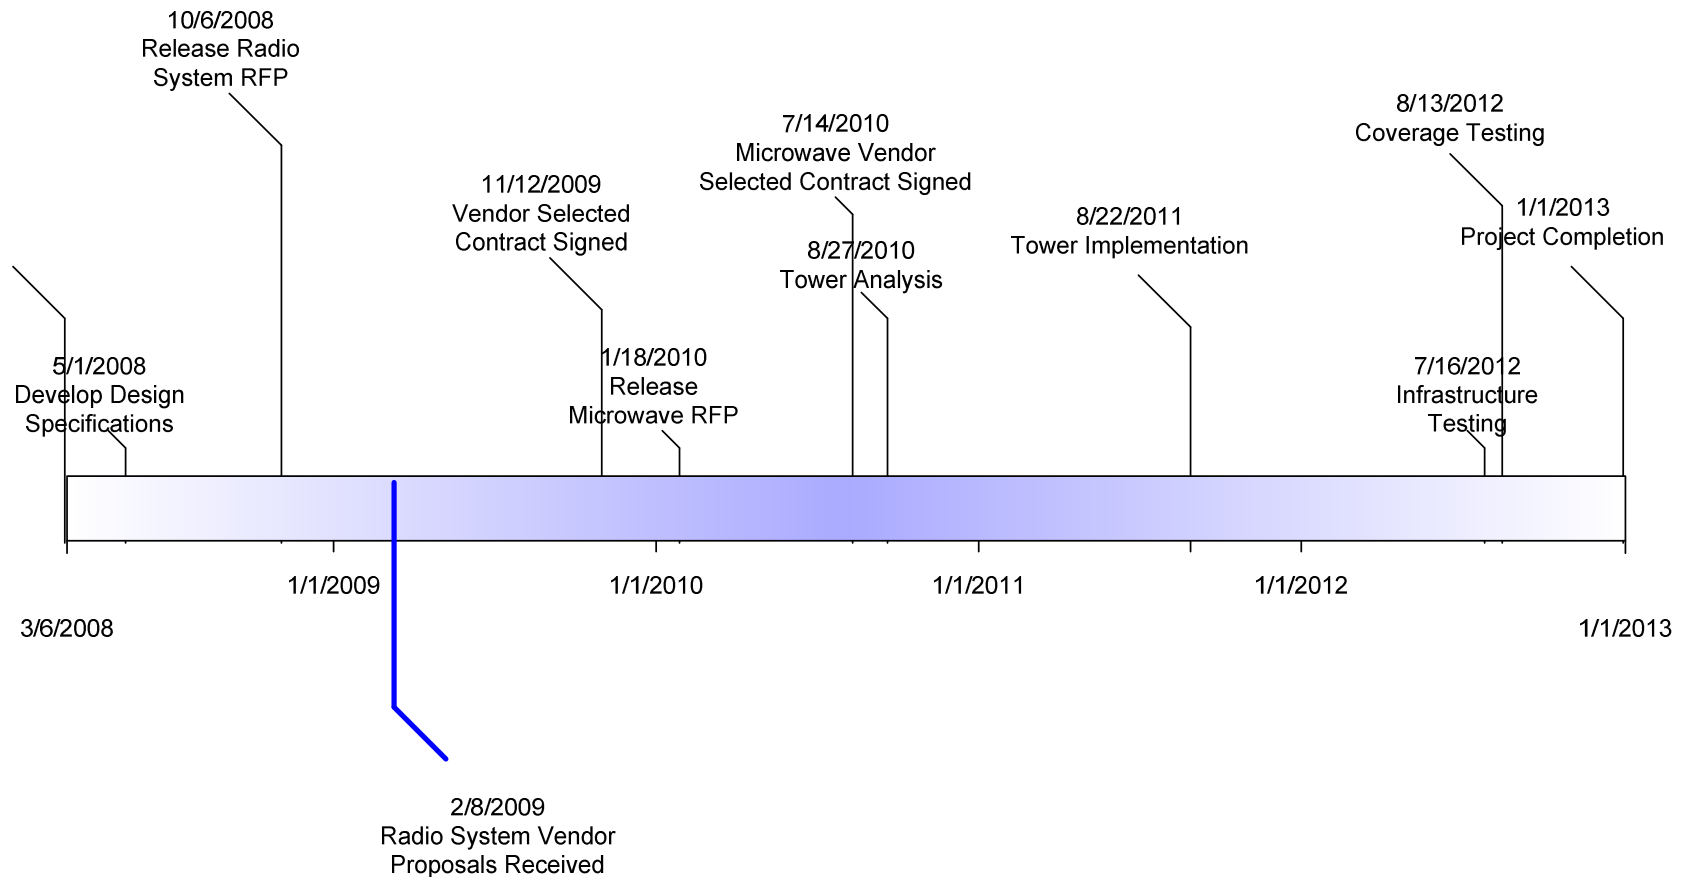 10/6/2008
Release Radio
System RFP
8/13/2012
Coverage Testing
7/14/2010
Microwave Vendor
Selected Contract Signed
11/12/2009
Vendor Selected
Contract Signed
8/22/2011
Tower Implementation
1/1/2013
Project Completion
8/27/2010
Tower Analysis
5/1/2008
Develop Design
Specifications
1/18/2010
Release
Microwave RFP
7/16/2012
Infrastructure
Testing
1/1/2009
1/1/2010
1/1/2011
1/1/2012
3/6/2008
1/1/2013
2/8/2009
Radio System Vendor
Proposals Received